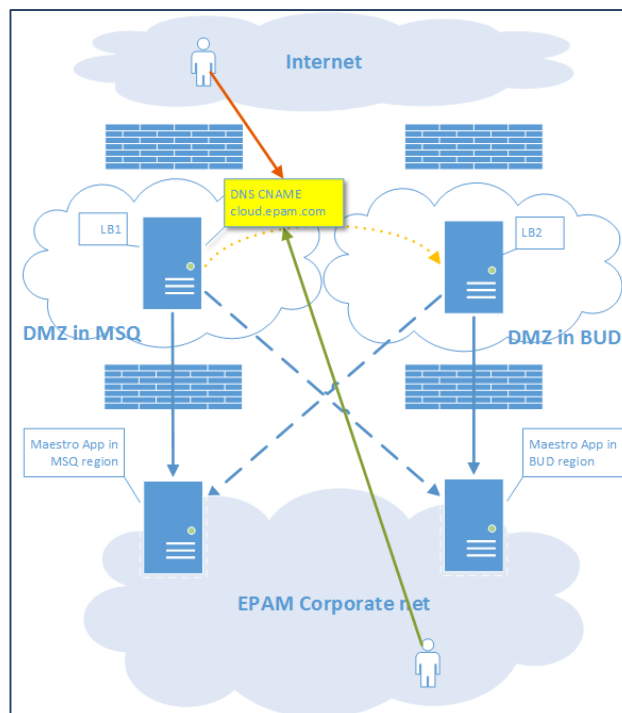 Internet
DNS CNAME
cloud.epam.com
LB1
LB2
DMZ in MSQ
DMZ in BUD
Maestro App in
MSQ region
Maestro App in
BUD region
EPAM Corporate net